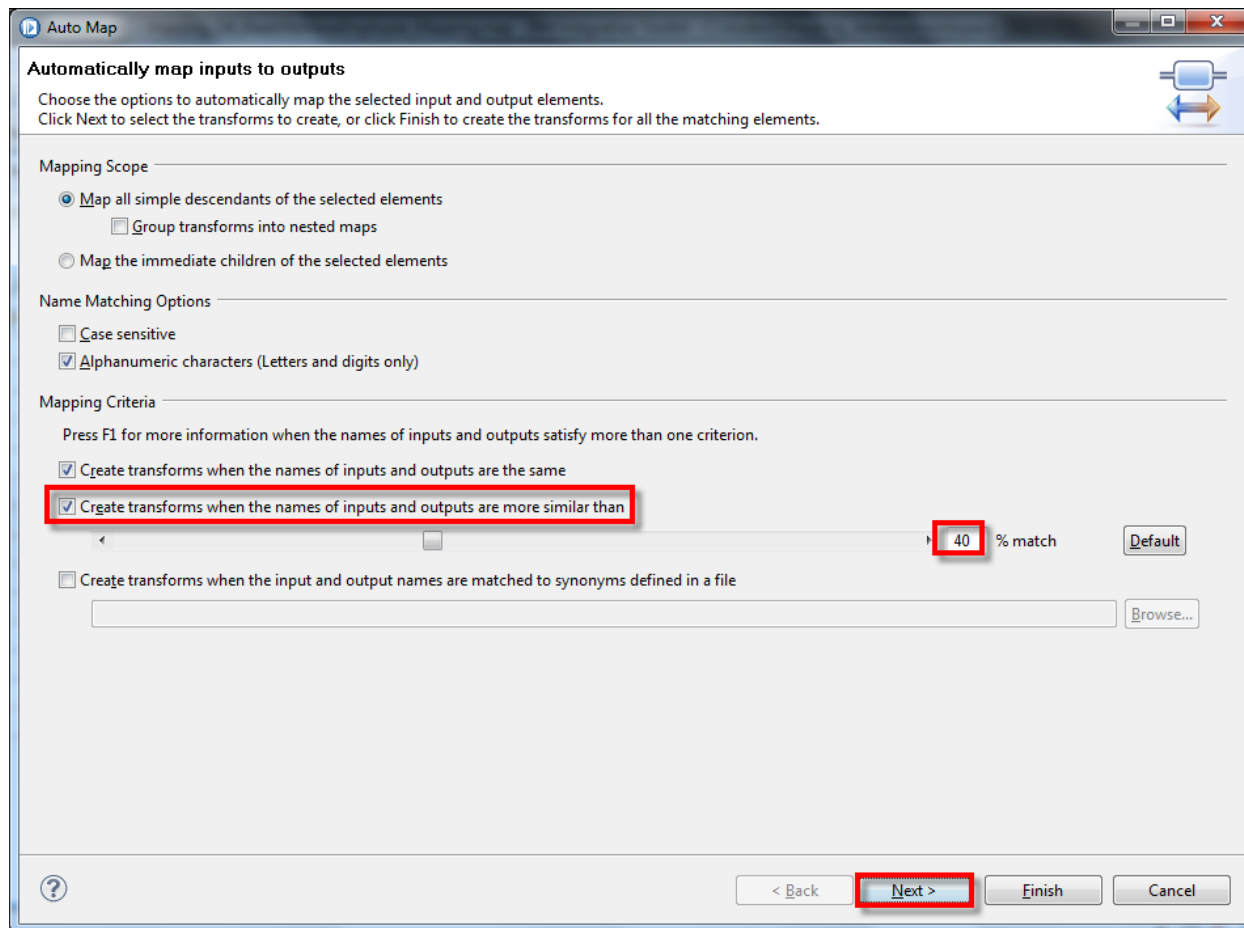 Auto Map
Automatically map inputs to outputs
Choose the options to automatically map the selected input and output elements.
Click Next to select the transforms to create, or click Finish to create the transforms for all the matching elements.
Mapping Scope
Map all simple descendants of the selected elements
Group transforms into nested maps
Map the immediate children of the selected elements
Name Matching Options
Case sensitive
Alphanumeric characters (Letters and digits only)
Mapping Criteria
Press F1 for more information when the names of inputs and outputs satisfy more than one criterion.
Create transforms when the names of inputs and outputs are the same
Create transforms when the names of inputs and outputs are more similar than
40 % match Default
Create transforms when the input and output names are matched to synonyms defined in a file
Browse...
? < Back Next > Finish Cancel